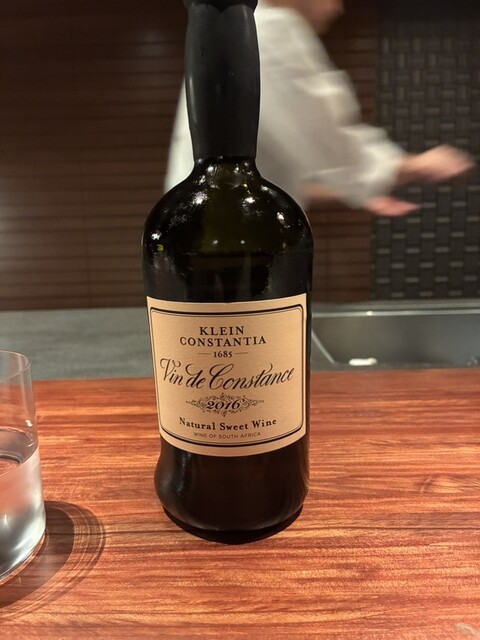 KLEIN
CONSTANTIA
1685
Vin de Constance
2016
Natural Sweet Wine
WINE OF SOUTH AFRICA